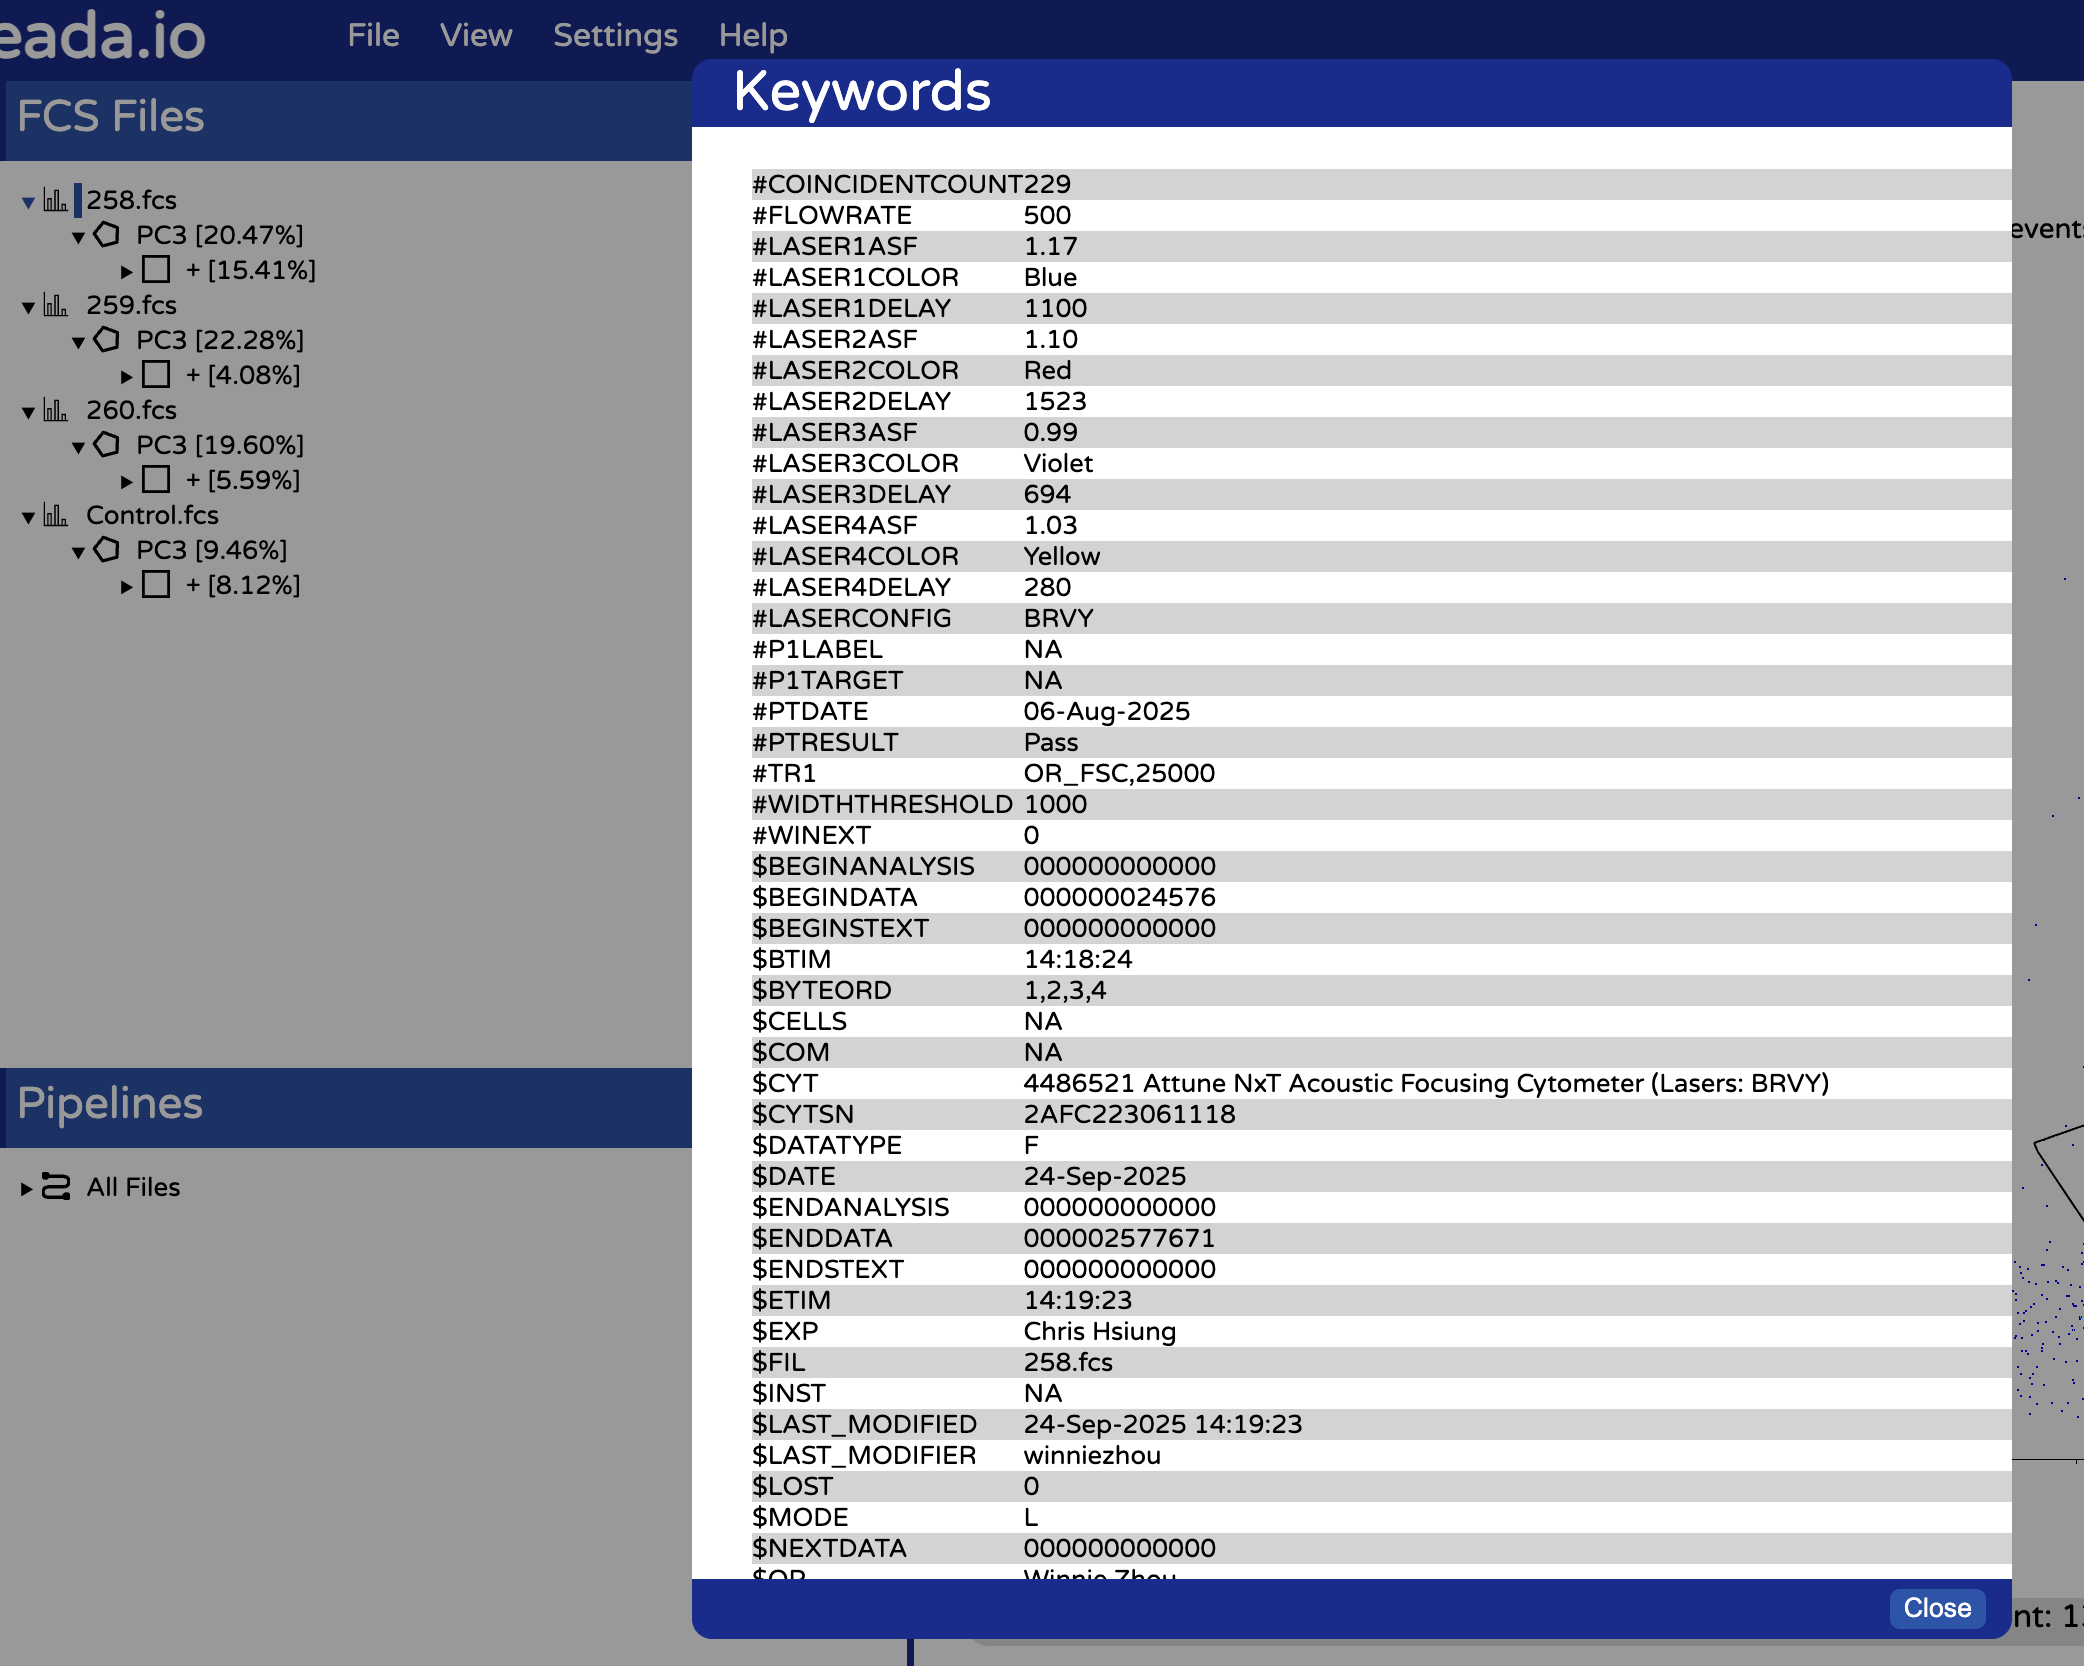 eada.io
File View Settings Help
FCS Files
258.fcs
PC3 [20.47%]
+ [15.41%]
259.fcs
PC3 [22.28%]
+ [4.08%]
260.fcs
PC3 [19.60%]
+ [5.59%]
Control.fcs
PC3 [9.46%]
+ [8.12%]
Pipelines
All Files
Keywords
#COINCIDENTCOUNT 229
#FLOWRATE 500
#LASER1ASF 1.17
#LASER1COLOR Blue
#LASER1DELAY 1100
#LASER2ASF 1.10
#LASER2COLOR Red
#LASER2DELAY 1523
#LASER3ASF 0.99
#LASER3COLOR Violet
#LASER3DELAY 694
#LASER4ASF 1.03
#LASER4COLOR Yellow
#LASER4DELAY 280
#LASERCONFIG BRVY
#P1LABEL NA
#P1TARGET NA
#PTDATE 06-Aug-2025
#PTRESULT Pass
#TR1 OR_FSC,25000
#WIDTHTHRESHOLD 1000
#WINEXT 0
$BEGINANALYSIS 000000000000
$BEGINDATA 000000024576
$BEGINSTEXT 000000000000
$BTIM 14:18:24
$BYTEORD 1,2,3,4
$CELLS NA
$COM NA
$CYT 4486521 Attune NxT Acoustic Focusing Cytometer (Lasers: BRVY)
$CYTSN 2AFC223061118
$DATATYPE F
$DATE 24-Sep-2025
$ENDANALYSIS 000000000000
$ENDDATA 000002577671
$ENDSTEXT 000000000000
$ETIM 14:19:23
$EXP Chris Hsiung
$FIL 258.fcs
$INST NA
$LAST_MODIFIED 24-Sep-2025 14:19:23
$LAST_MODIFIER winniezhou
$LOST 0
$MODE L
$NEXTDATA 000000000000
$OP Winnie Zhou
Close